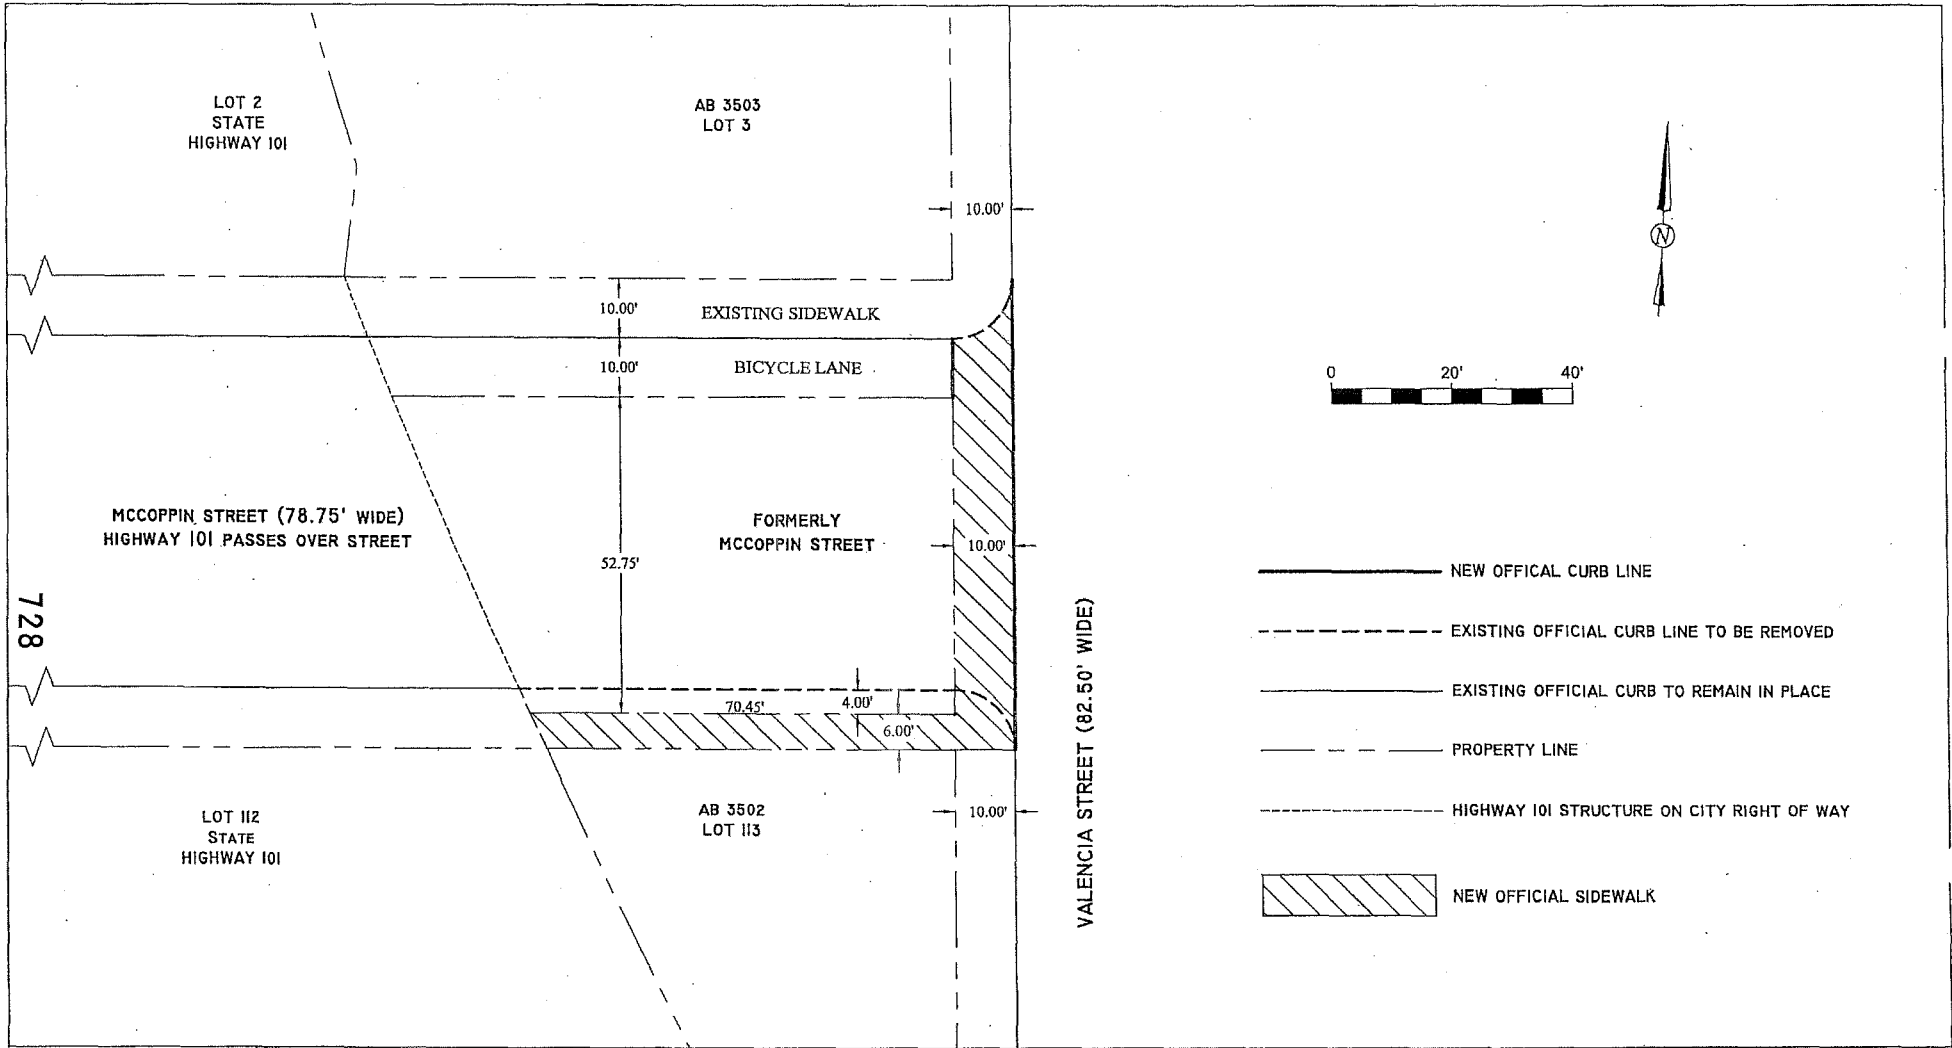 LOT 2
STATE
HIGHWAY 101
AB 3503
LOT 3
10.00'
N
10.00'
EXISTING SIDEWALK
10.00'
BICYCLE LANE
0 20' 40'
MCCOPPIN STREET (78.75' WIDE)
HIGHWAY 101 PASSES OVER STREET
FORMERLY
MCCOPPIN STREET
10.00'
52.75'
728
VALENCIA STREET (82.50' WIDE)
NEW OFFICAL CURB LINE
EXISTING OFFICIAL CURB LINE TO BE REMOVED
EXISTING OFFICIAL CURB TO REMAIN IN PLACE
PROPERTY LINE
HIGHWAY 101 STRUCTURE ON CITY RIGHT OF WAY
NEW OFFICIAL SIDEWALK
70.45'
4.00'
6.00'
LOT 112
STATE
HIGHWAY 101
AB 3502
LOT 113
10.00'